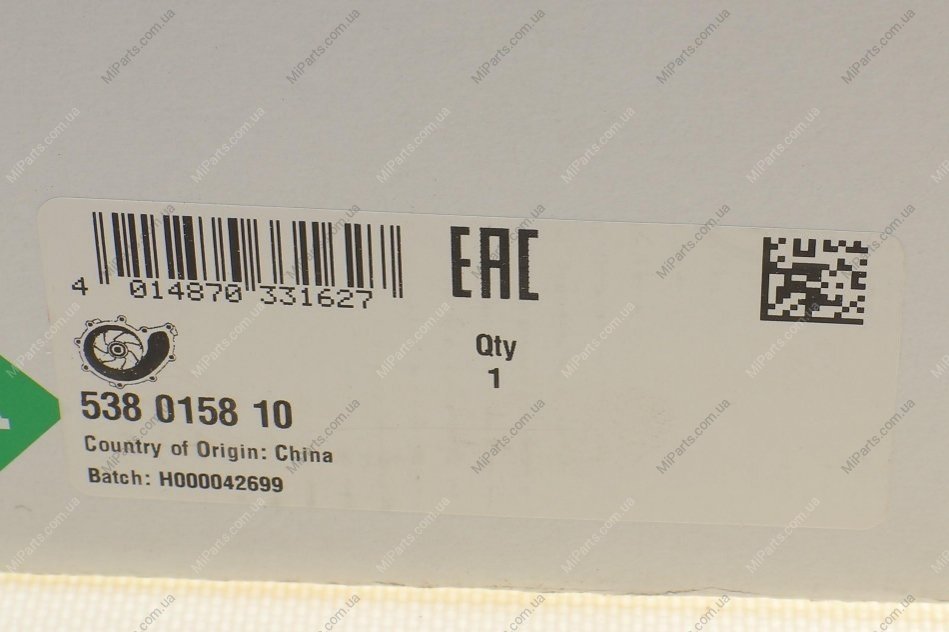 4 014870 331627
EAC
Qty
1
538 0158 10
Country of Origin: China
Batch: H000042699
MiParts.com.ua